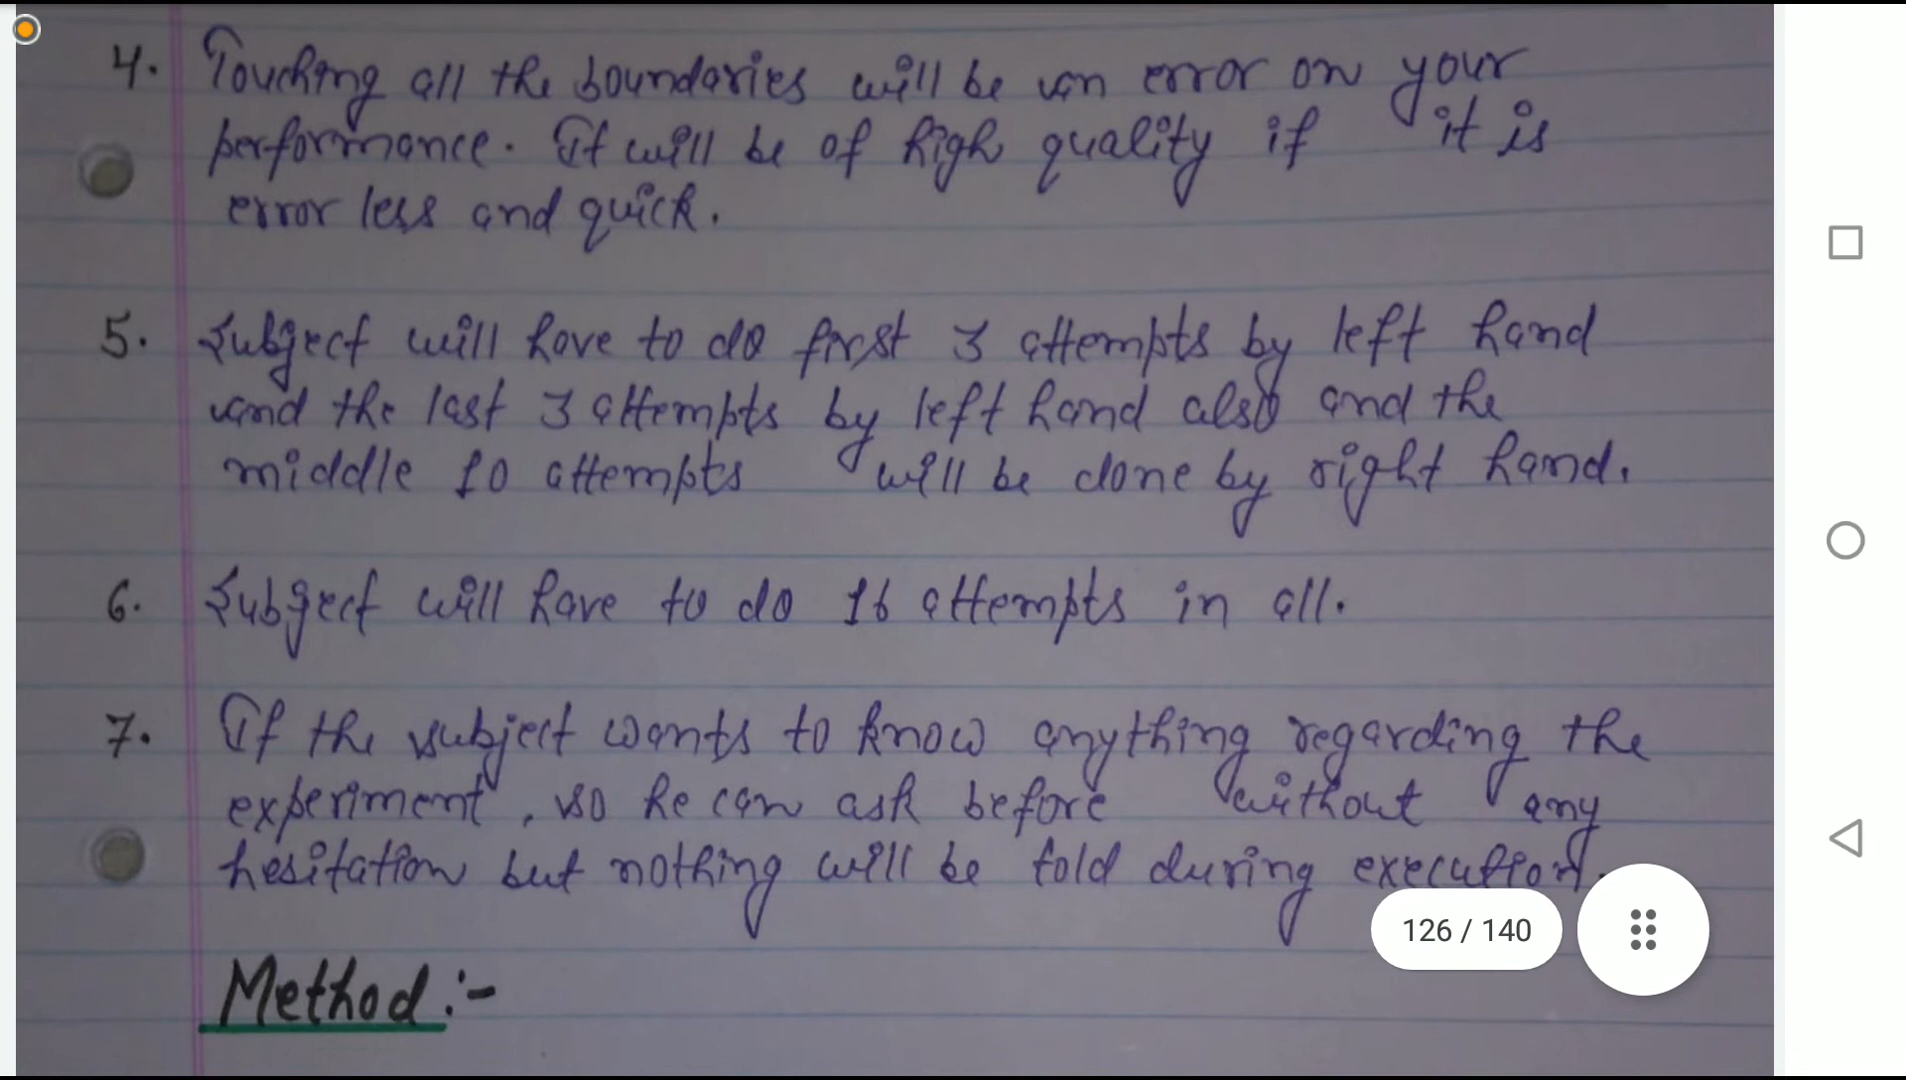 4. Touching all the boundaries will be an error on your
performance. It will be of high quality if it is
error less and quick.
5. Subject will have to do first 3 attempts by left hand
and the last 3 attempts by left hand also and the
middle 10 attempts will be done by right hand.
6. Subject will have to do 16 attempts in all.
7. If the subject wants to know anything regarding the
experiment, so he can ask before without any
hesitation but nothing will be told during execution.
126 / 140
Method :-